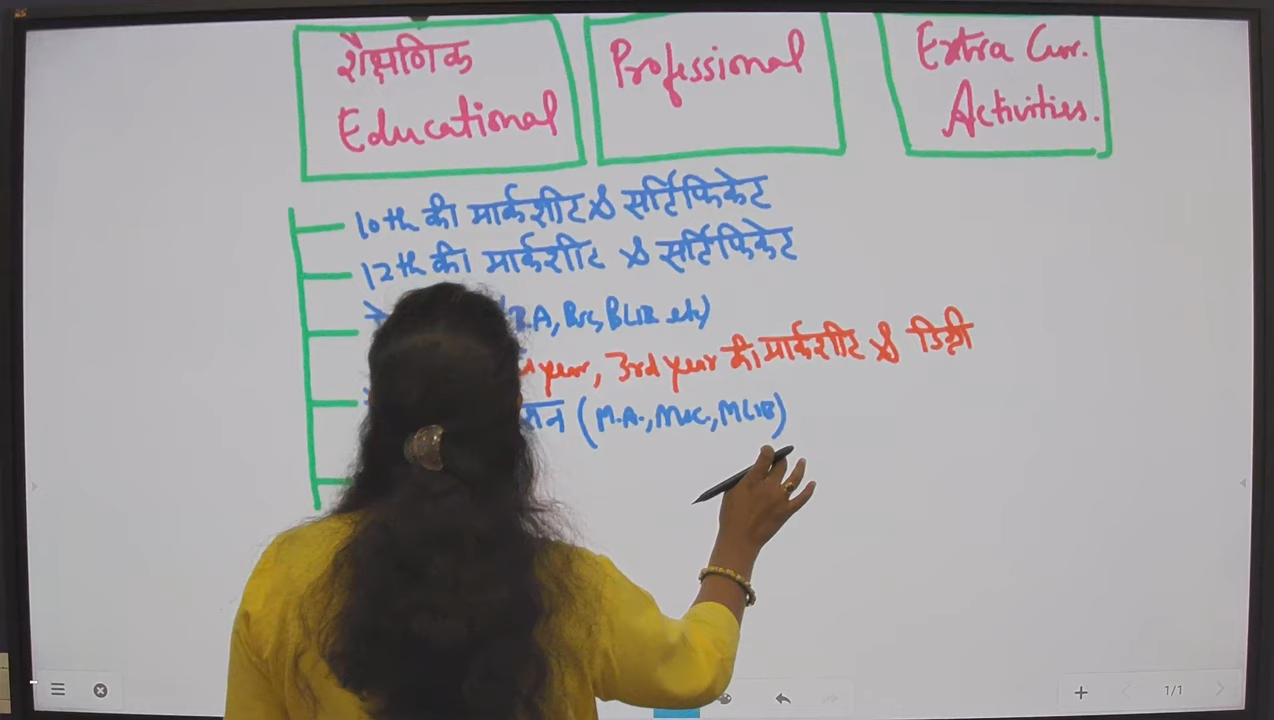 शैक्षणिक
Educational
Professional
Extra Curr.
Activities.
10th की मार्कशीट & सर्टिफिकेट
12th की मार्कशीट & सर्टिफिकेट
BSc, BLIB etc)
year, 3rd year की मार्कशीट & डिग्री
(M.A., MSc., MLIB)
1/1